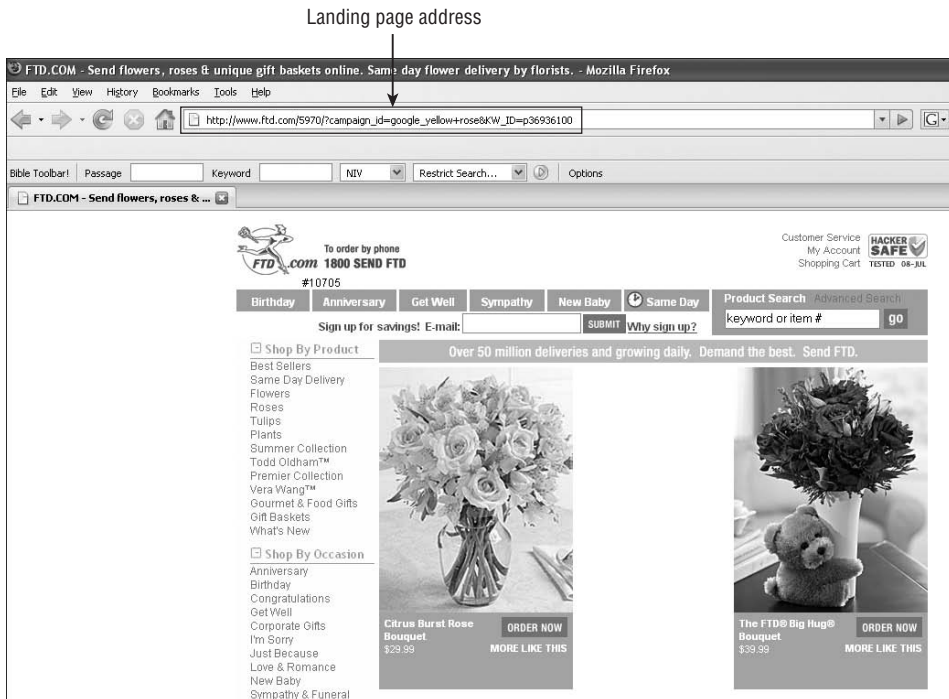 Landing page address
FTD.COM - Send flowers, roses & unique gift baskets online. Same day flower delivery by florists. - Mozilla Firefox
File Edit View History Bookmarks Tools Help
http://www.ftd.com/5970/?campaign_id=google_yellow+rose&KW_ID=p36936100
G
Bible Toolbar! Passage Keyword NIV Restrict Search... Options
FTD.COM - Send flowers, roses & ...
FTD.com
To order by phone
1800 SEND FTD
#10705
Customer Service
My Account
Shopping Cart
HACKER SAFE
TESTED 08-JUL
Birthday Anniversary Get Well Sympathy New Baby Same Day
Product Search Advanced Search
keyword or item # go
Sign up for savings! E-mail: SUBMIT Why sign up?
Over 50 million deliveries and growing daily. Demand the best. Send FTD.
Shop By Product
Best Sellers
Same Day Delivery
Flowers
Roses
Tulips
Plants
Summer Collection
Todd Oldham™
Premier Collection
Vera Wang™
Gourmet & Food Gifts
Gift Baskets
What's New
Shop By Occasion
Anniversary
Birthday
Congratulations
Get Well
Corporate Gifts
I'm Sorry
Just Because
Love & Romance
New Baby
Sympathy & Funeral
Citrus Burst Rose
Bouquet
$29.99
ORDER NOW
MORE LIKE THIS
The FTD® Big Hug®
Bouquet
$39.99
ORDER NOW
MORE LIKE THIS